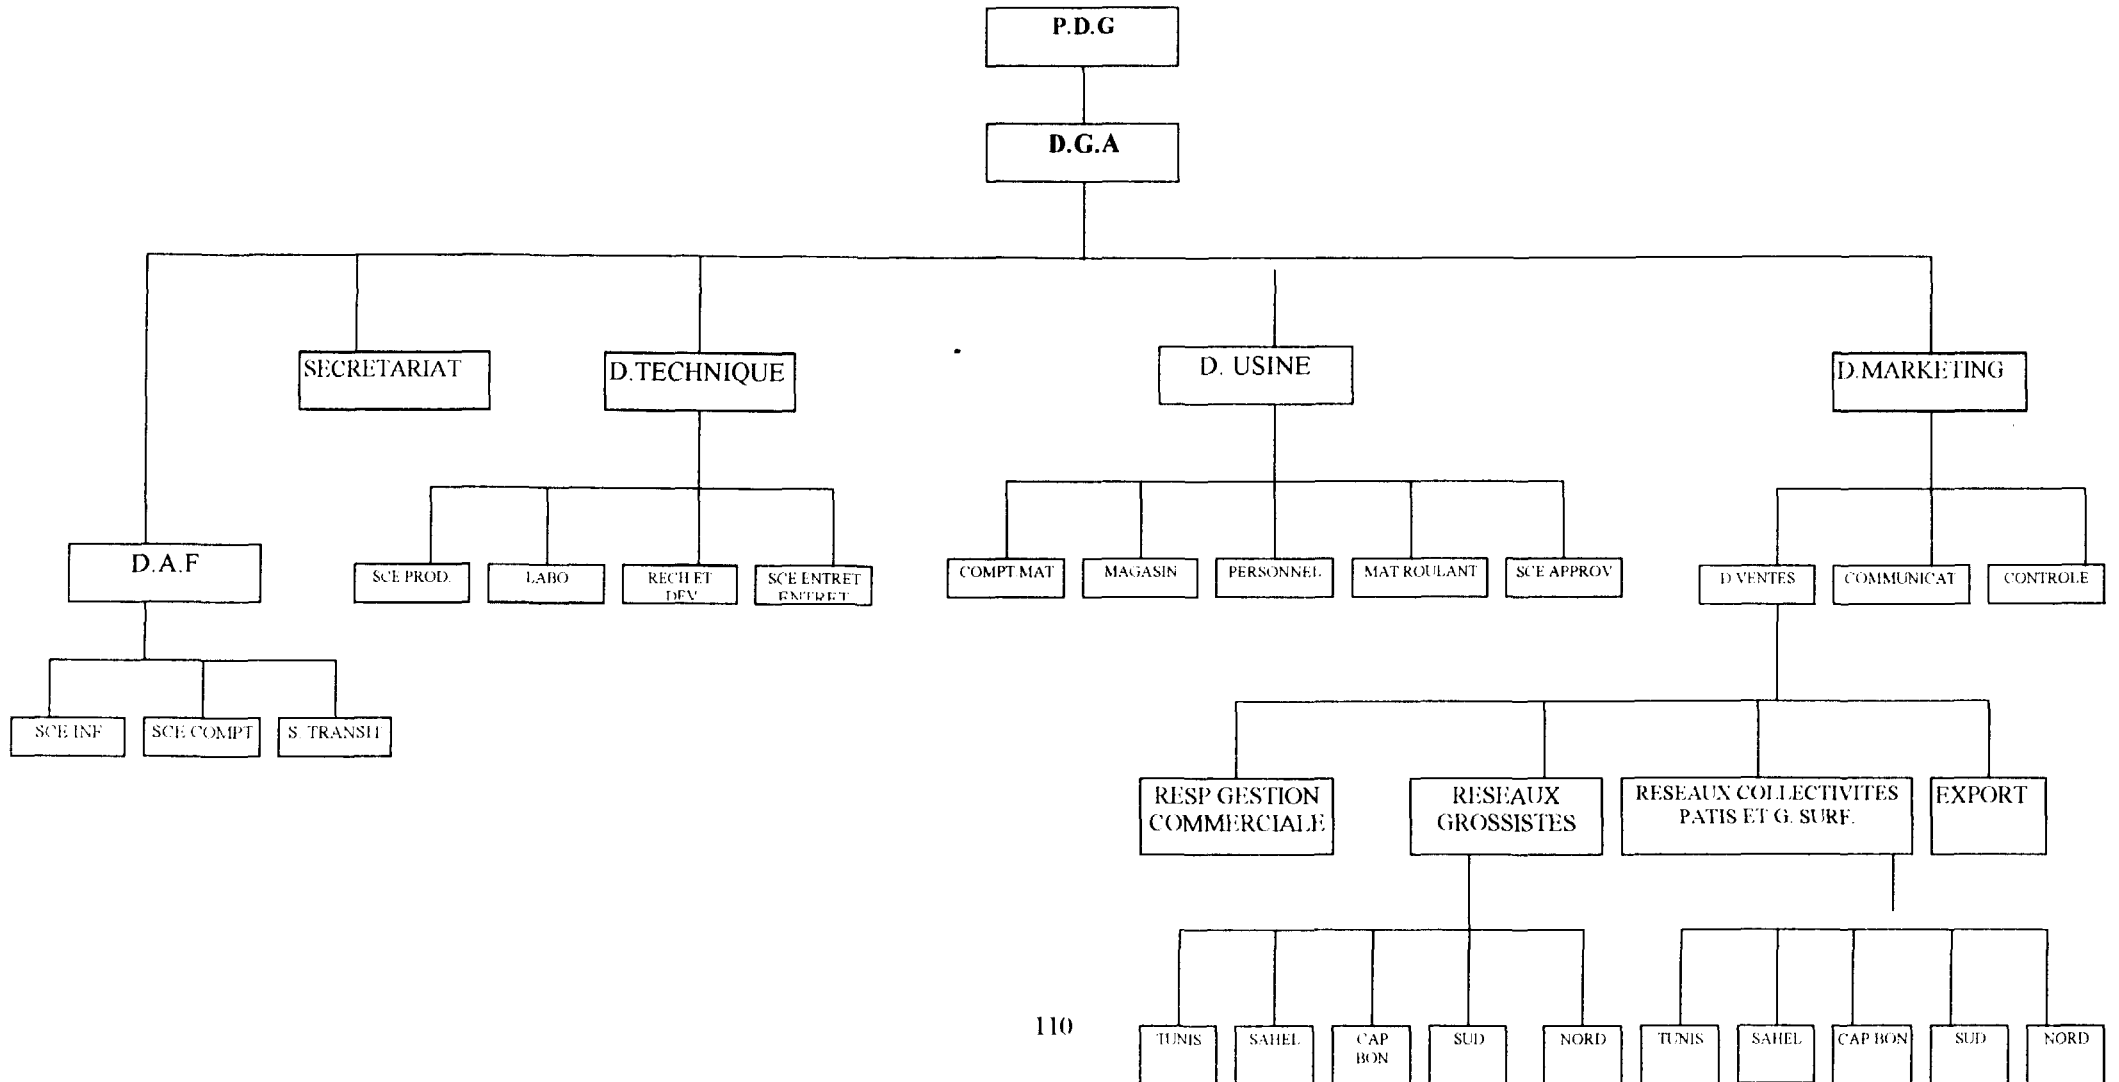 P.D.G
D.G.A
SECRETARIAT
D.TECHNIQUE
D. USINE
D.MARKETING
D.A.F
SCE PROD.
LABO
RECH ET
DEV
SCE ENTRET
ENTRET
COMPT MAT
MAGASIN
PERSONNEL
MAT ROULANT
SCE APPROV
D VENTES
COMMUNICAT
CONTROLE
SCE INF
SCE COMPT
S. TRANSIT
RESP GESTION
COMMERCIALE
RESEAUX
GROSSISTES
RESEAUX COLLECTIVITES
PATIS ET G. SURF.
EXPORT
TUNIS
SAHEL
CAP
BON
SUD
NORD
TUNIS
SAHEL
CAP BON
SUD
NORD
110